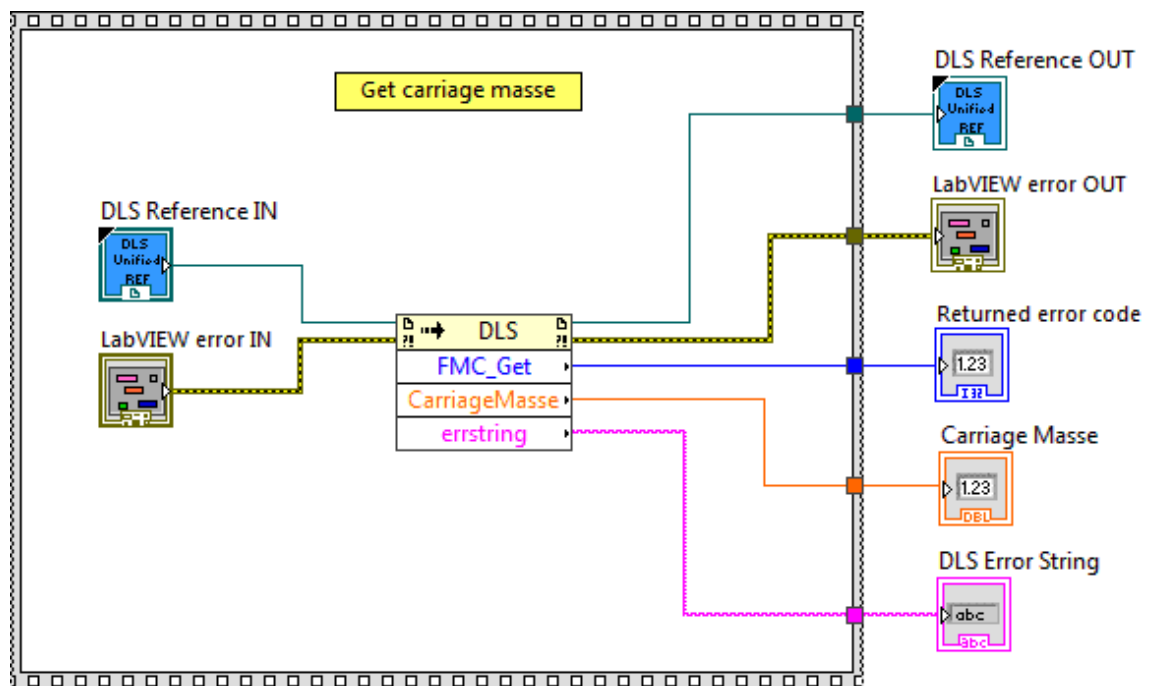 Get carriage masse
DLS Reference OUT
DLS
Unified
REF
LabVIEW error OUT
DLS Reference IN
DLS
Unified
REF
LabVIEW error IN
?!
DLS
?!
FMC_Get
CarriageMasse
errstring
Returned error code
1.23
I32
Carriage Masse
1.23
DBL
DLS Error String
abc
abc